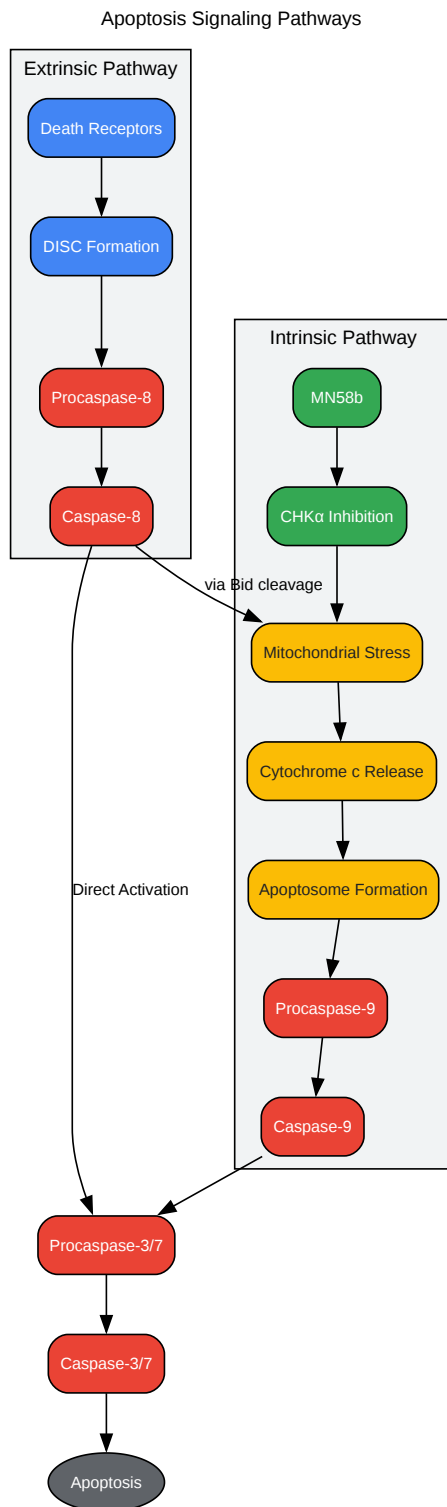 Apoptosis Signaling Pathways
Extrinsic Pathway
Death Receptors
DISC Formation
Procaspase-8
Caspase-8
Intrinsic Pathway
MN58b
CHKα Inhibition
via Bid cleavage
Mitochondrial Stress
Cytochrome c Release
Apoptosome Formation
Direct Activation
Procaspase-9
Caspase-9
Procaspase-3/7
Caspase-3/7
Apoptosis